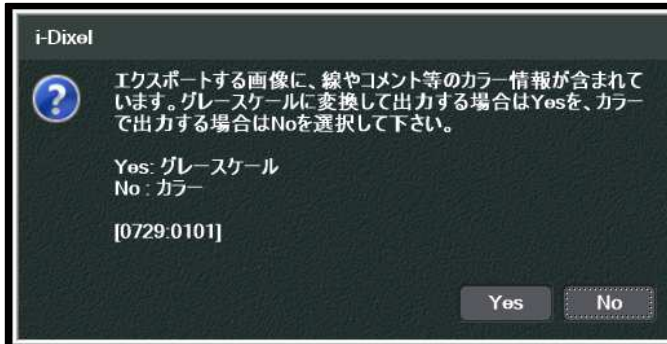 i-Dixel
エクスポートする画像に、線やコメント等のカラー情報が含まれて
います。グレースケールに変換して出力する場合はYesを、カラー
で出力する場合はNoを選択して下さい。
Yes: グレースケール
No : カラー
[0729:0101]
Yes No